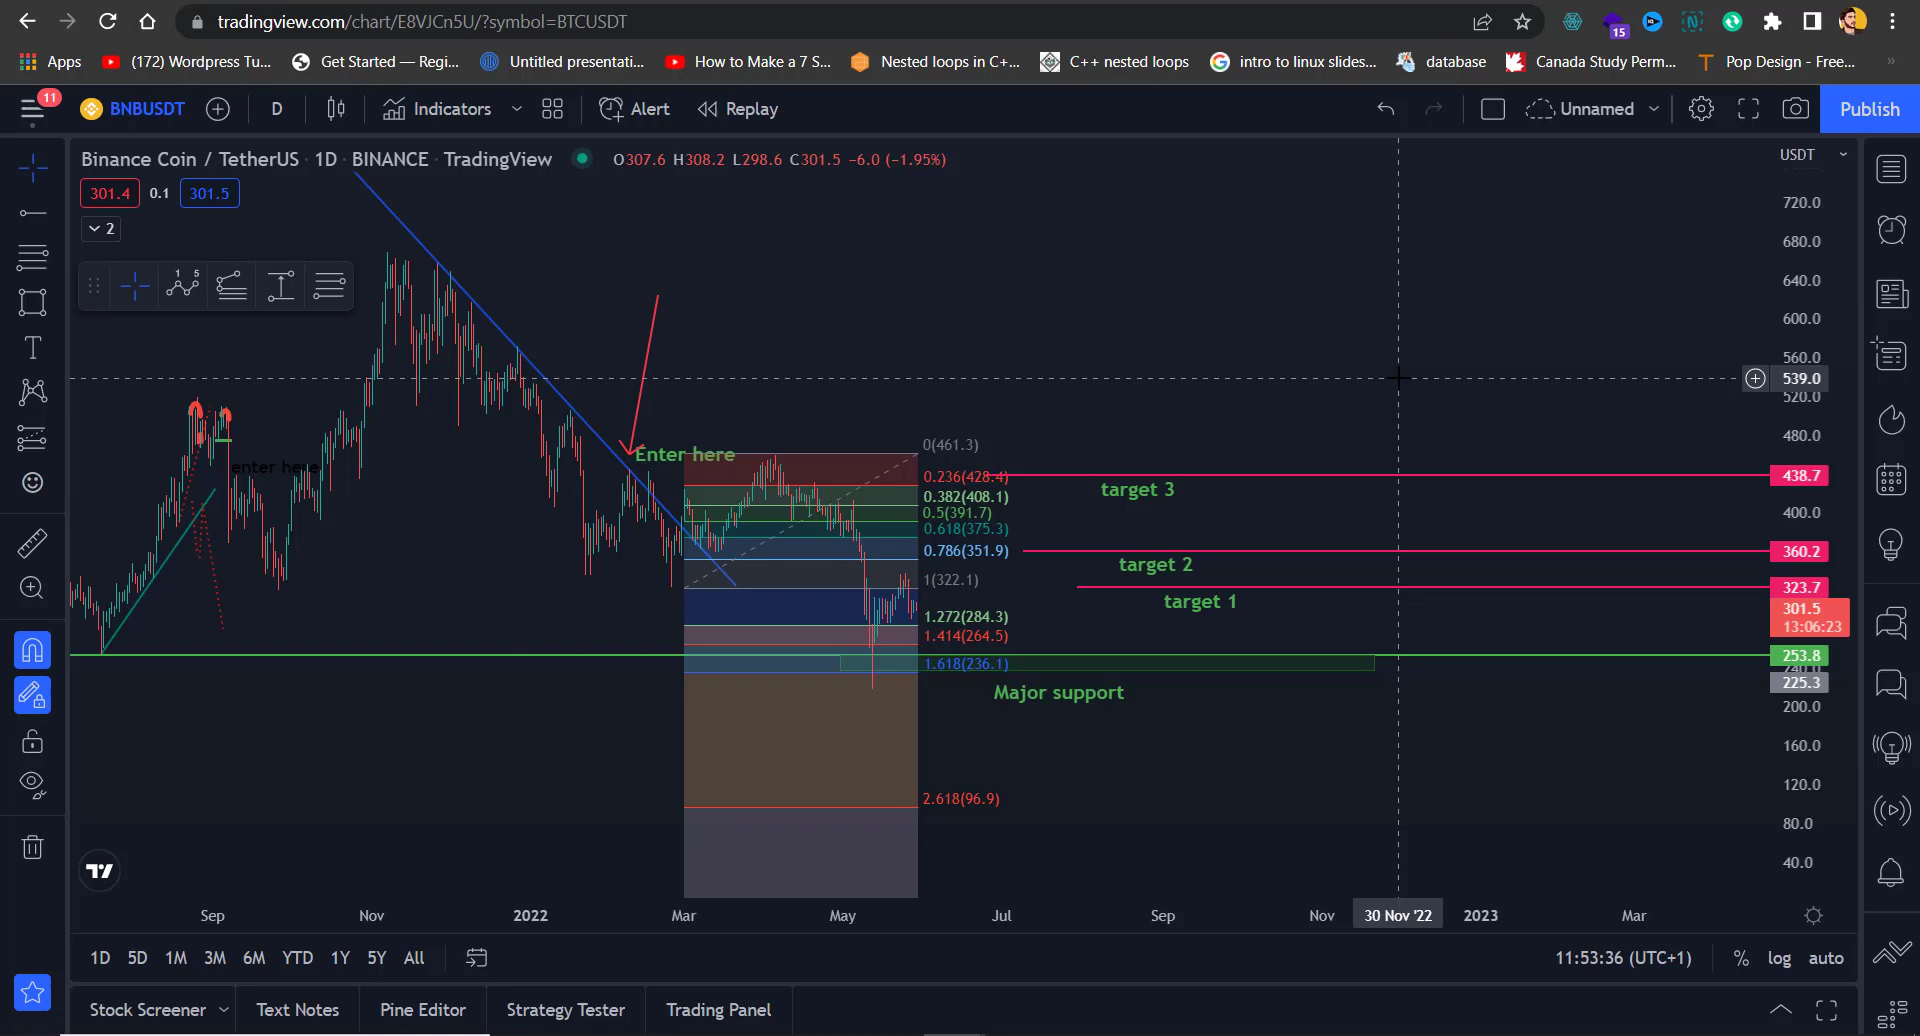 tradingview.com/chart/E8VJCn5U/?symbol=BTCUSDT
15
Apps (172) Wordpress Tu... Get Started — Regi... Untitled presentati... How to Make a 7 S... Nested loops in C+... C++ nested loops intro to linux slides... database Canada Study Perm... Pop Design - Free... »
11 BNBUSDT D Indicators Alert Replay Unnamed Publish
Binance Coin / TetherUS · 1D · BINANCE · TradingView O307.6 H308.2 L298.6 C301.5 −6.0 (−1.95%) USDT
301.4 0.1 301.5
2
720.0
680.0
640.0
600.0
560.0
539.0
520.0
480.0
400.0
1 5
enter here
Enter here
0(461.3)
0.236(428.4)
0.382(408.1)
0.5(391.7)
0.618(375.3)
0.786(351.9)
1(322.1)
1.272(284.3)
1.414(264.5)
1.618(236.1)
2.618(96.9)
target 3
438.7
target 2
360.2
target 1
323.7
301.5
13:06:23
253.8
240.0
225.3
Major support
200.0
160.0
120.0
80.0
40.0
Sep Nov 2022 Mar May Jul Sep Nov 30 Nov '22 2023 Mar
1D 5D 1M 3M 6M YTD 1Y 5Y All 11:53:36 (UTC+1) % log auto
Stock Screener Text Notes Pine Editor Strategy Tester Trading Panel